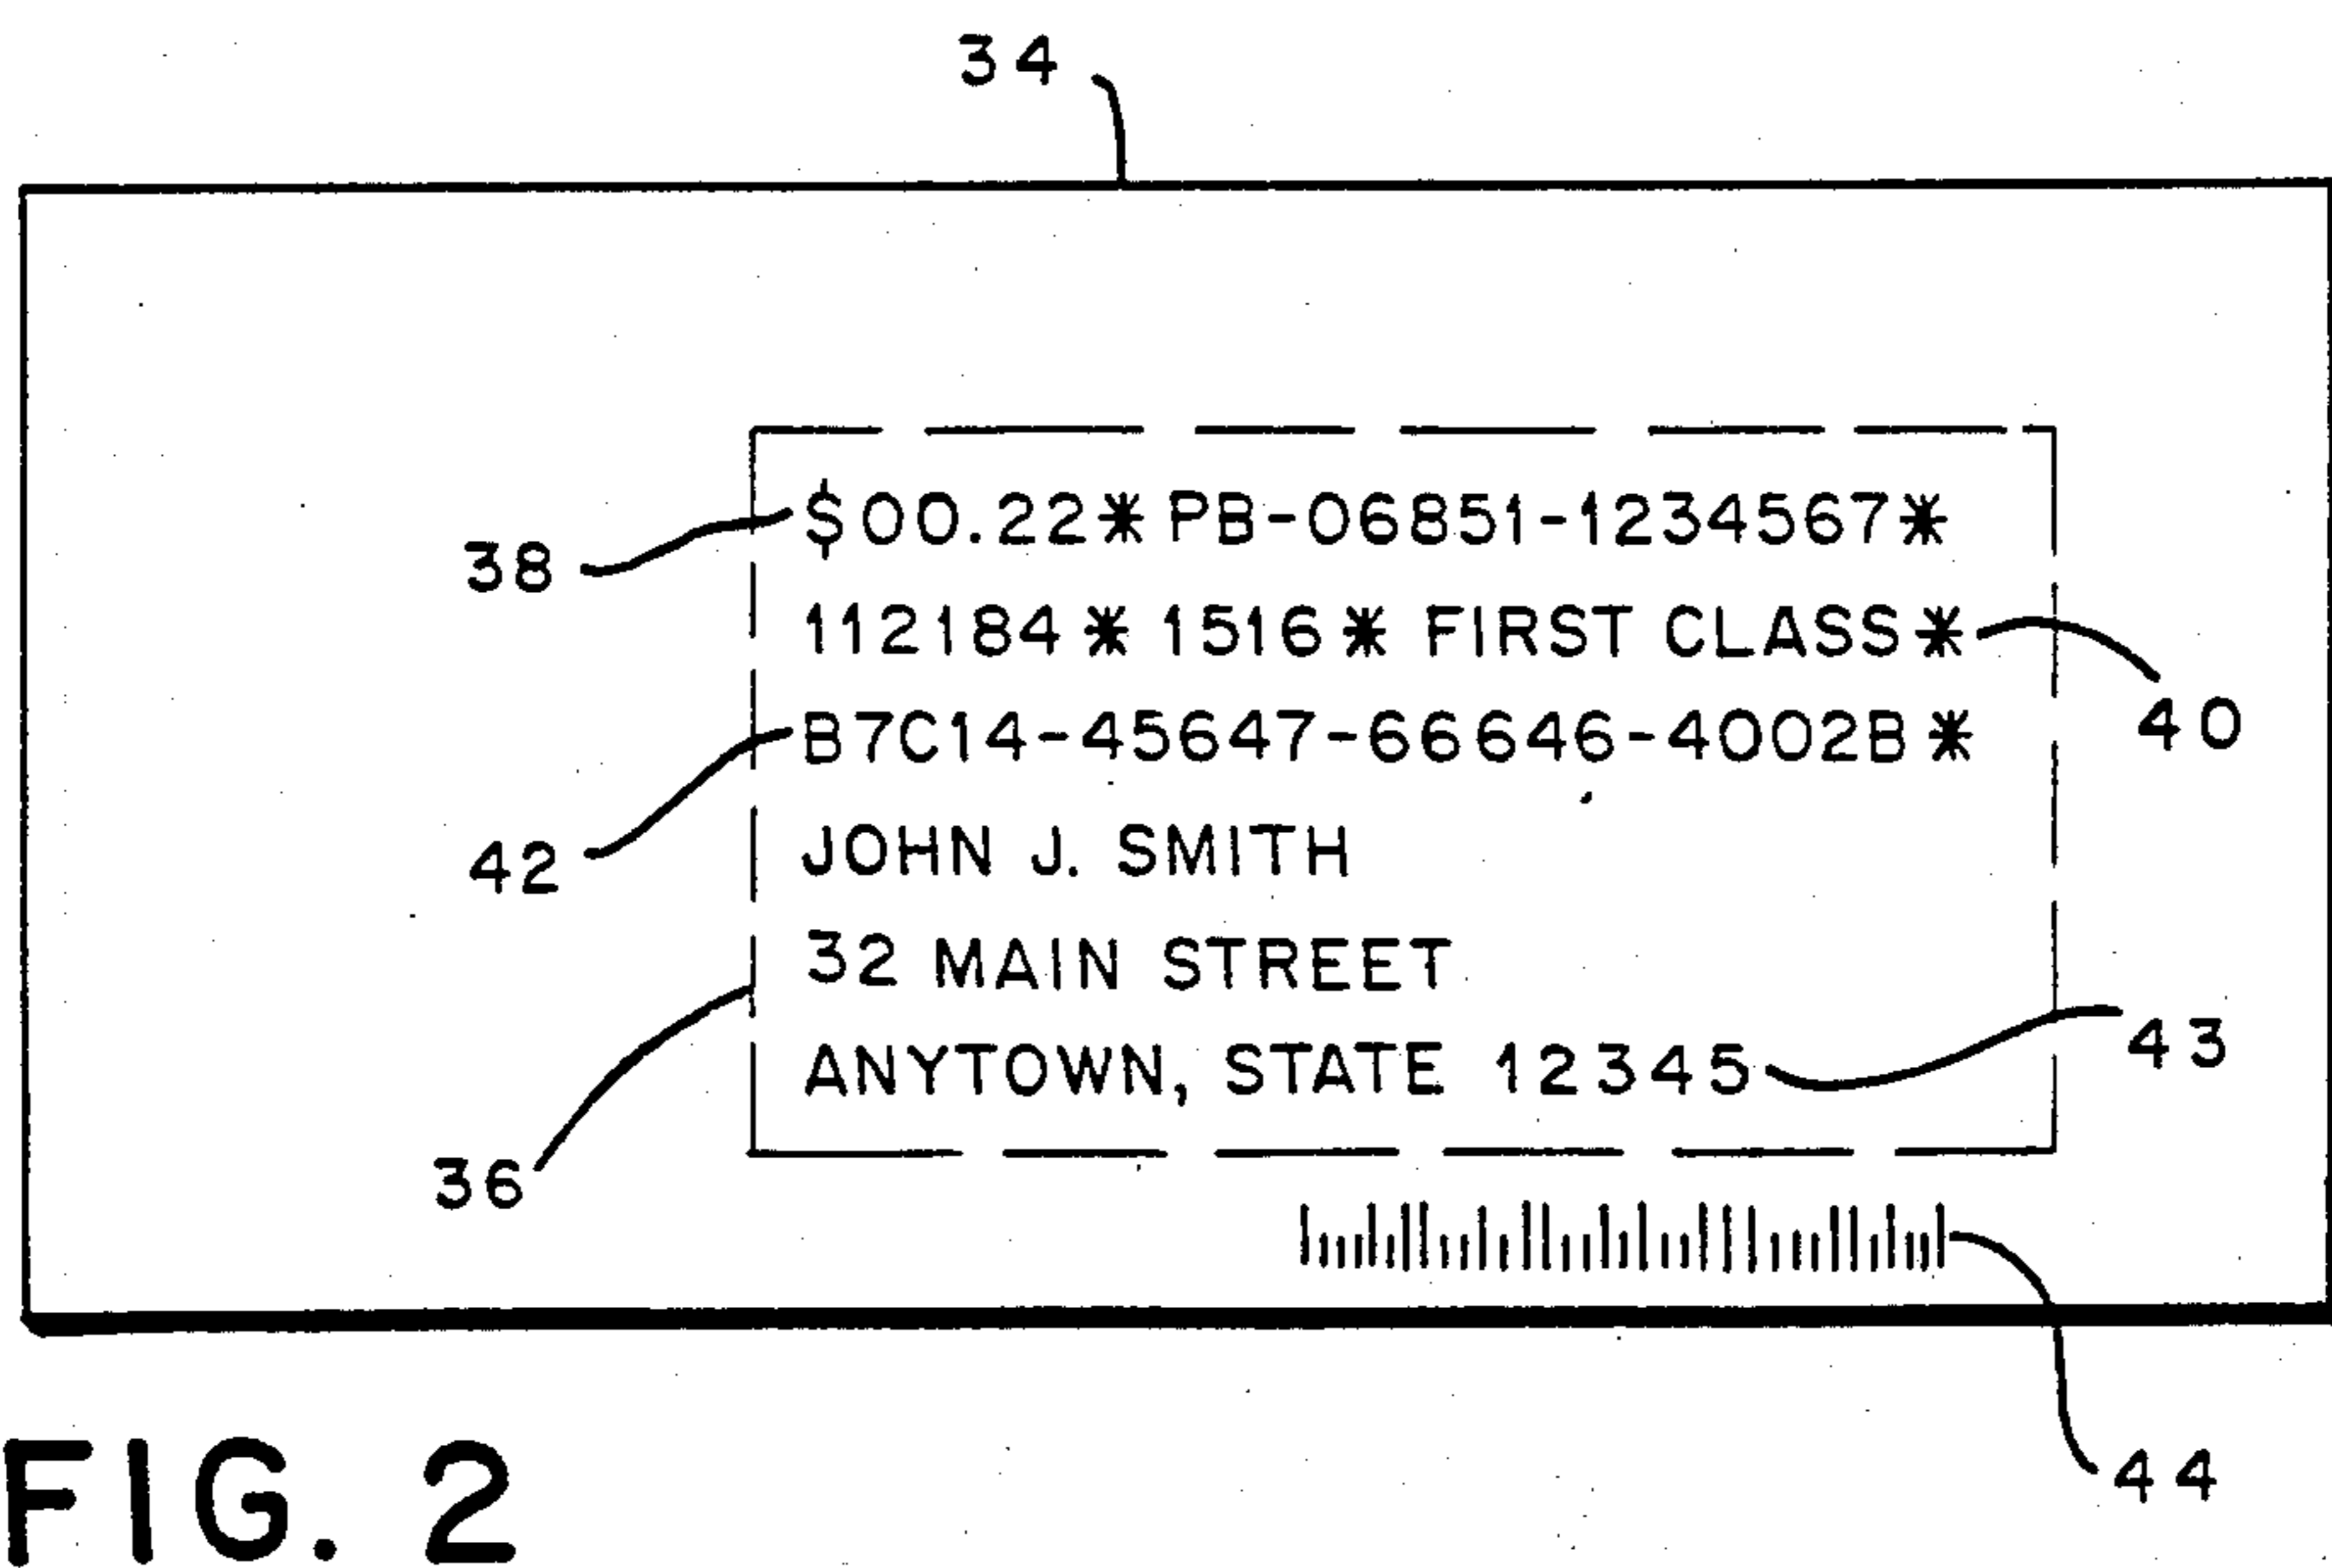 34
$00.22*PB-06851-1234567*
38
112184* 1516* FIRST CLASS*
40
B7C14-45647-66646-4002B*
42
JOHN J. SMITH
32 MAIN STREET
43
ANYTOWN, STATE 12345
36
44
FIG. 2